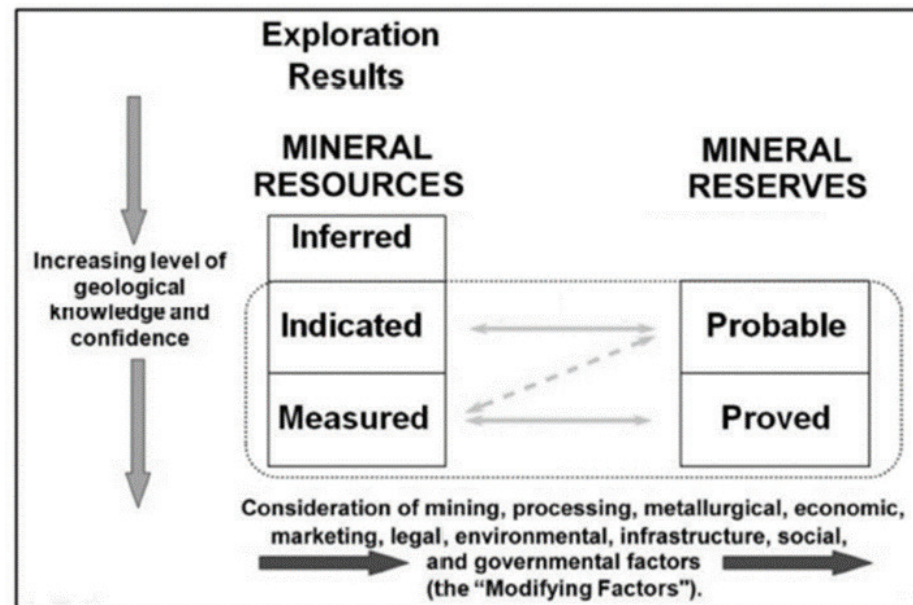 Exploration
Results
MINERAL
RESOURCES
MINERAL
RESERVES
Inferred
Increasing level of
geological
knowledge and
confidence
Indicated
Probable
Measured
Proved
Consideration of mining, processing, metallurgical, economic,
marketing, legal, environmental, infrastructure, social,
and governmental factors
(the “Modifying Factors”).